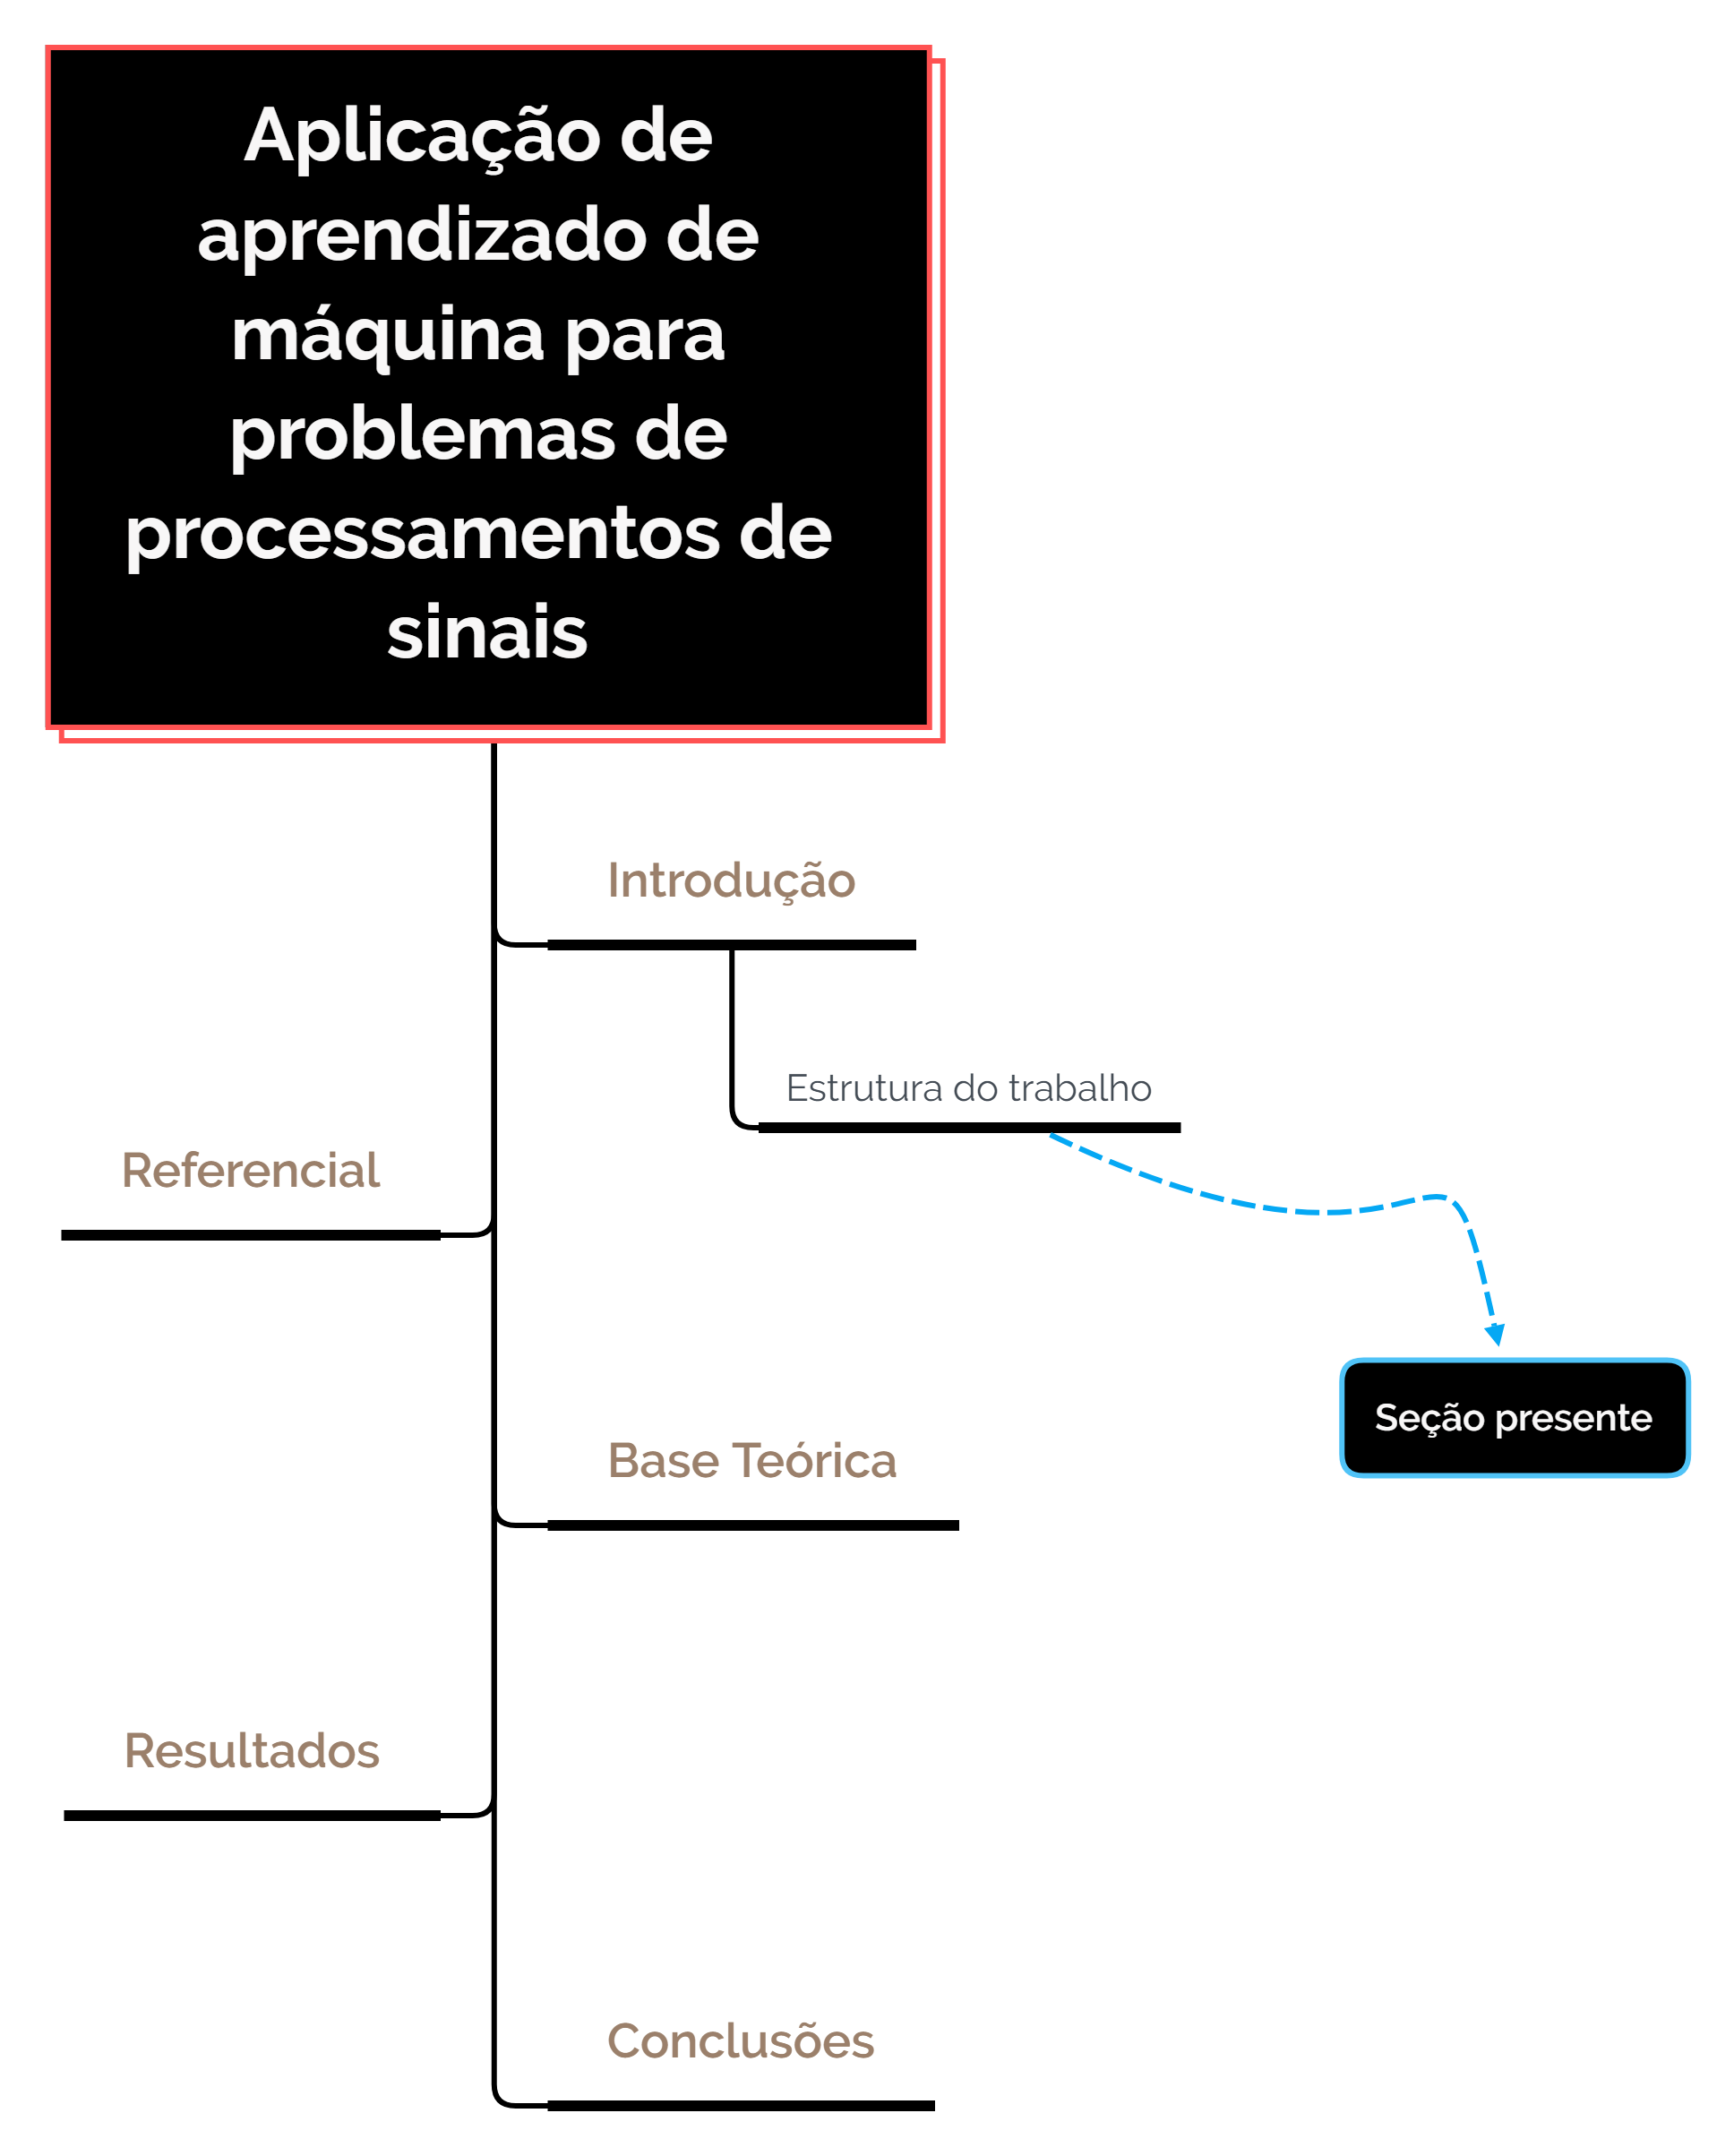 Aplicação de
aprendizado de
máquina para
problemas de
processamentos de
sinais
Introdução
Estrutura do trabalho
Referencial
Seção presente
Base Teórica
Resultados
Conclusões